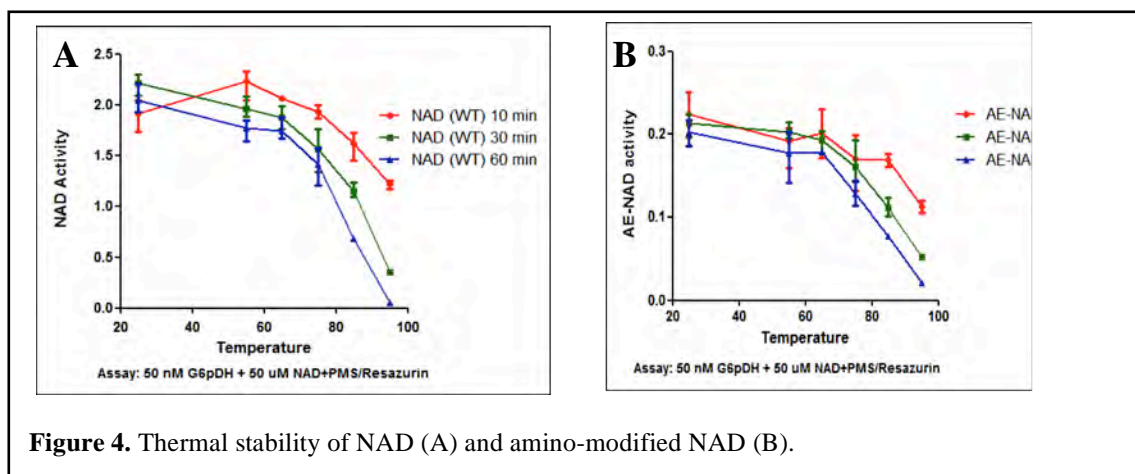 A
2.5
2.0
1.5
1.0
0.5
0.0
NAD Activity
20
40
60
80
100
Temperature
NAD (WT) 10 min
NAD (WT) 30 min
NAD (WT) 60 min
Assay: 50 nM G6pDH + 50 uM NAD+PMS/Resazurin
B
0.3
0.2
0.1
0.0
AE-NAD activity
20
40
60
80
100
Temperature
AE-NA
AE-NA
AE-NA
Assay: 50 nM G6pDH + 50 uM NAD+PMS/Resazurin
Figure 4. Thermal stability of NAD (A) and amino-modified NAD (B).